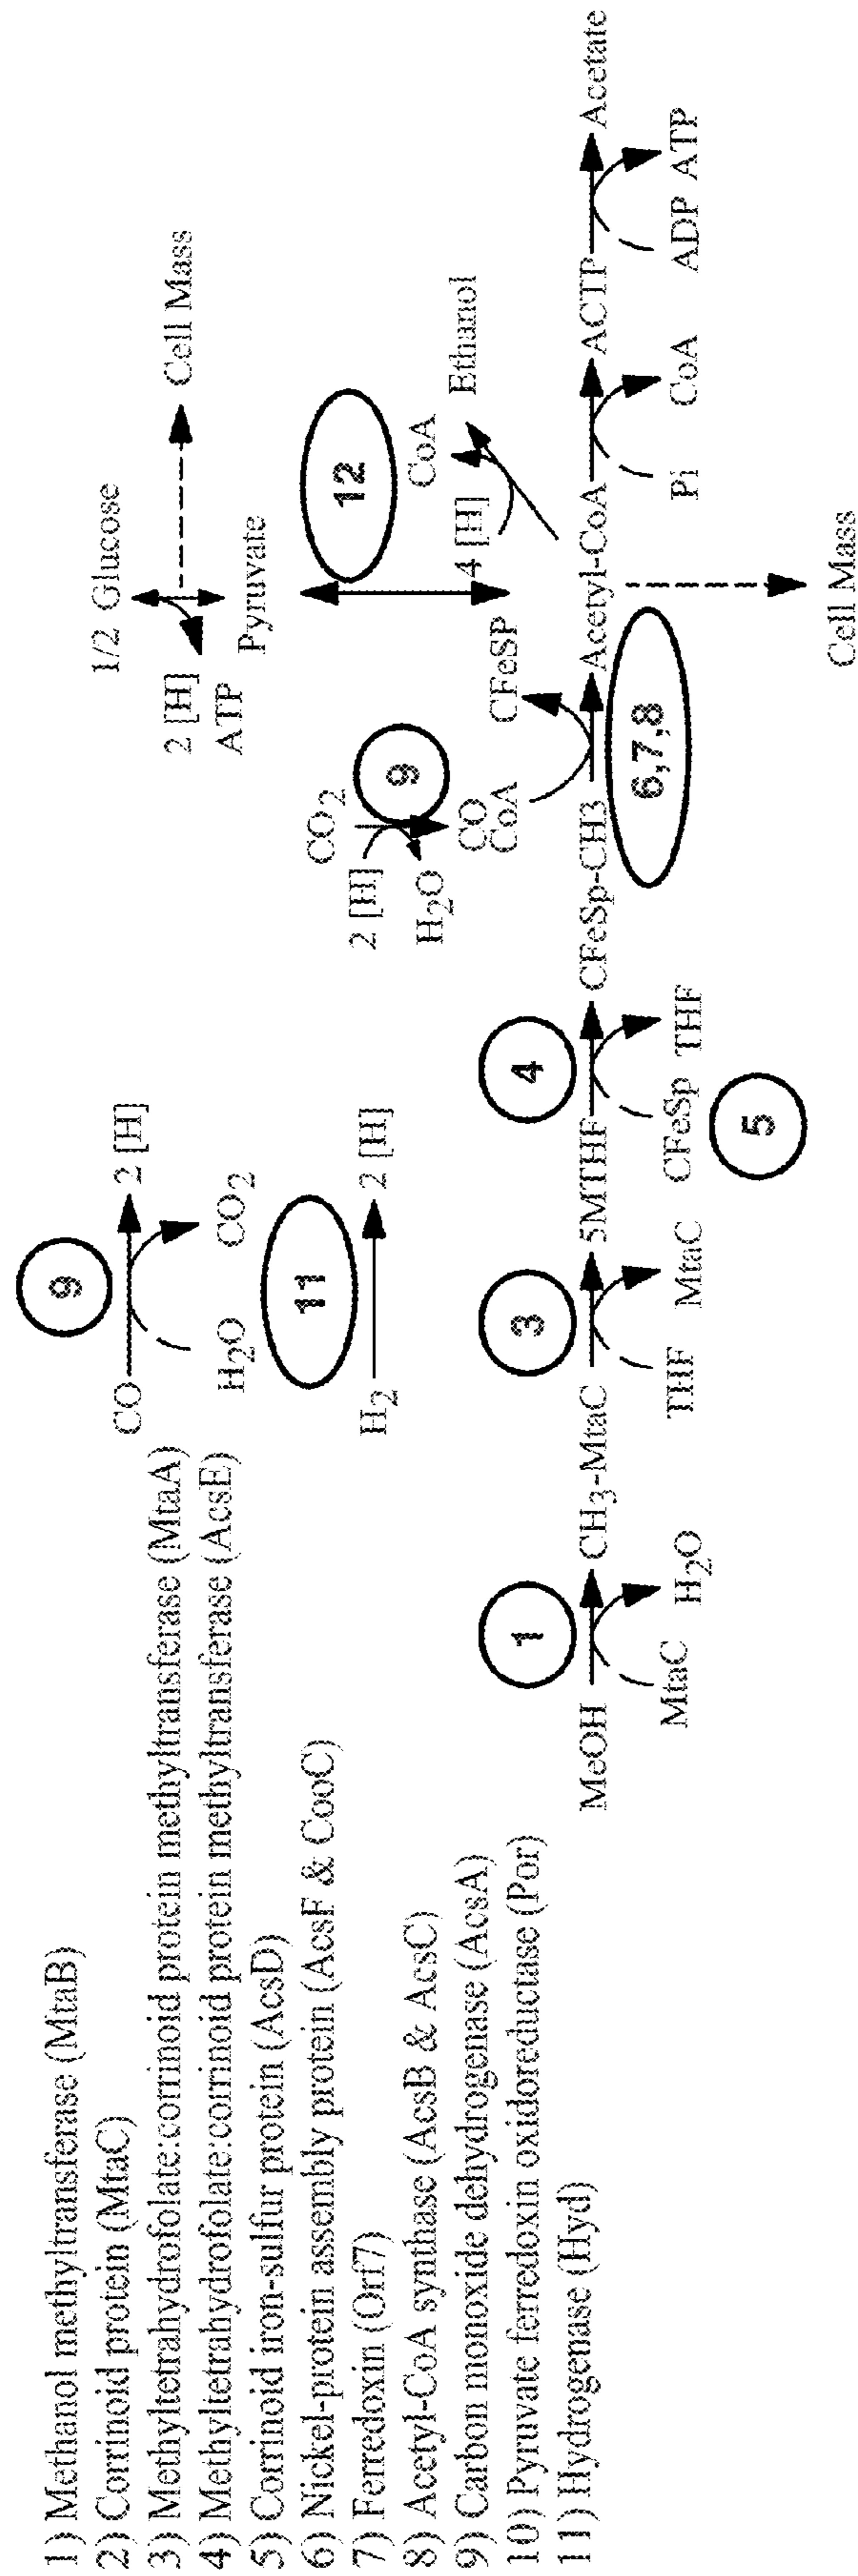 1) Methanol methyltransferase (MtaB)
2) Corrinoid protein (MtaC)
3) Methyltetrahydrofolate:corrinoid protein methyltransferase (MtaA)
4) Methyltetrahydrofolate:corrinoid protein methyltransferase (AcsE)
5) Corrinoid iron-sulfur protein (AcsD)
6) Nickel-protein assembly protein (AcsF & CooC)
7) Ferredoxin (Orf7)
8) Acetyl-CoA synthase (AcsB & AcsC)
9) Carbon monoxide dehydrogenase (AcsA)
10) Pyruvate ferredoxin oxidoreductase (Por)
11) Hydrogenase (Hyd)
9
CO 2 [H]
H2O CO2
11
H2 2 [H]
1/2 Glucose
2 [H]
ATP
Cell Mass
Pyruvate
12
CO2
9
2 [H]
H2O
CO
CoA
CFeSP
4 [H]
CoA
Ethanol
1
3
4
MeOH CH3-MtaC 5MTHF CFeSp-CH3 Acetyl-CoA ACTP Acetate
MtaC H2O THF MtaC CFeSp THF Pi CoA ADP ATP
6,7,8
5
Cell Mass